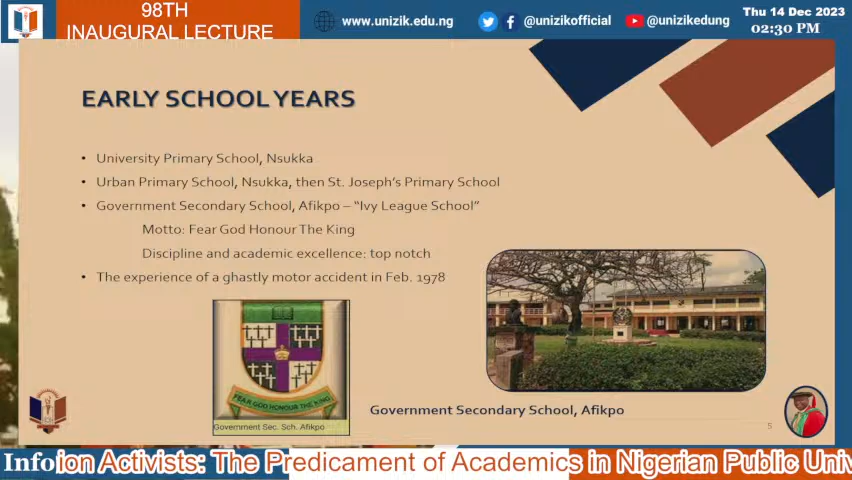 98TH
INAUGURAL LECTURE
www.unizik.edu.ng
@unizikofficial
@unizikedung
Thu 14 Dec 2023
02:30 PM
EARLY SCHOOL YEARS
• University Primary School, Nsukka
• Urban Primary School, Nsukka, then St. Joseph's Primary School
• Government Secondary School, Afikpo – "Ivy League School"
Motto: Fear God Honour The King
Discipline and academic excellence: top notch
• The experience of a ghastly motor accident in Feb. 1978
FEAR GOD HONOUR THE KING
Government Sec. Sch. Afikpo
Government Secondary School, Afikpo
5
Info
ion Activists: The Predicament of Academics in Nigerian Public Univ